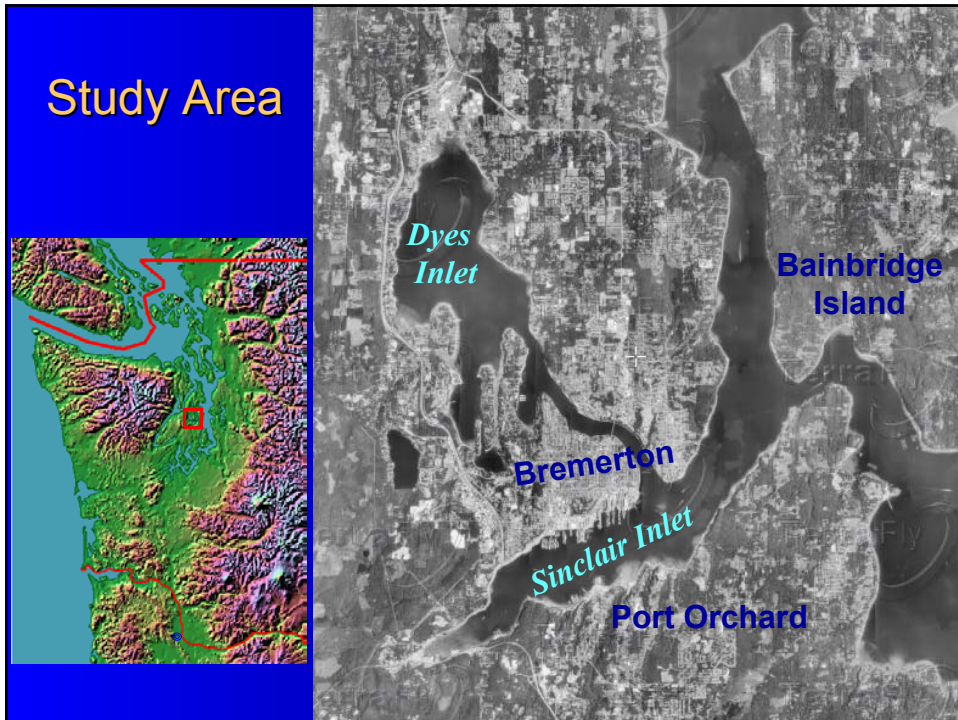 Study Area
Dyes
Inlet
Bainbridge
Island
Bremerton
Sinclair Inlet
Port Orchard